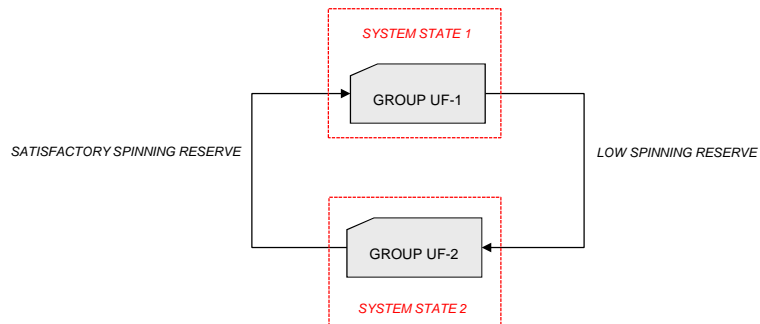 SYSTEM STATE 1
GROUP UF-1
SATISFACTORY SPINNING RESERVE
LOW SPINNING RESERVE
GROUP UF-2
SYSTEM STATE 2